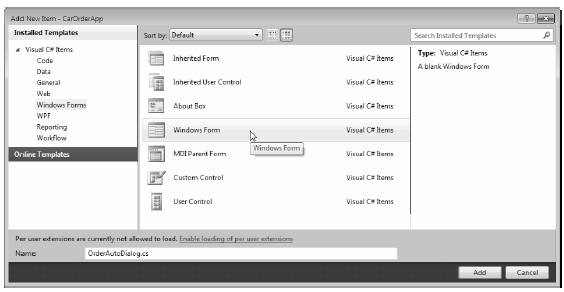 Add New Item - CarOrderApp
Installed Templates
Visual C# Items
Code
Data
General
Web
Windows Forms
WPF
Reporting
Workflow
Online Templates
Sort by: Default
Inherited Form Visual C# Items
Inherited User Control Visual C# Items
About Box Visual C# Items
Windows Form Visual C# Items
Windows Form
MDI Parent Form Visual C# Items
Custom Control Visual C# Items
User Control Visual C# Items
Search Installed Templates
Type: Visual C# Items
A blank Windows Form
Per user extensions are currently not allowed to load. Enable loading of per user extensions
Name: OrderAutoDialog.cs
Add Cancel